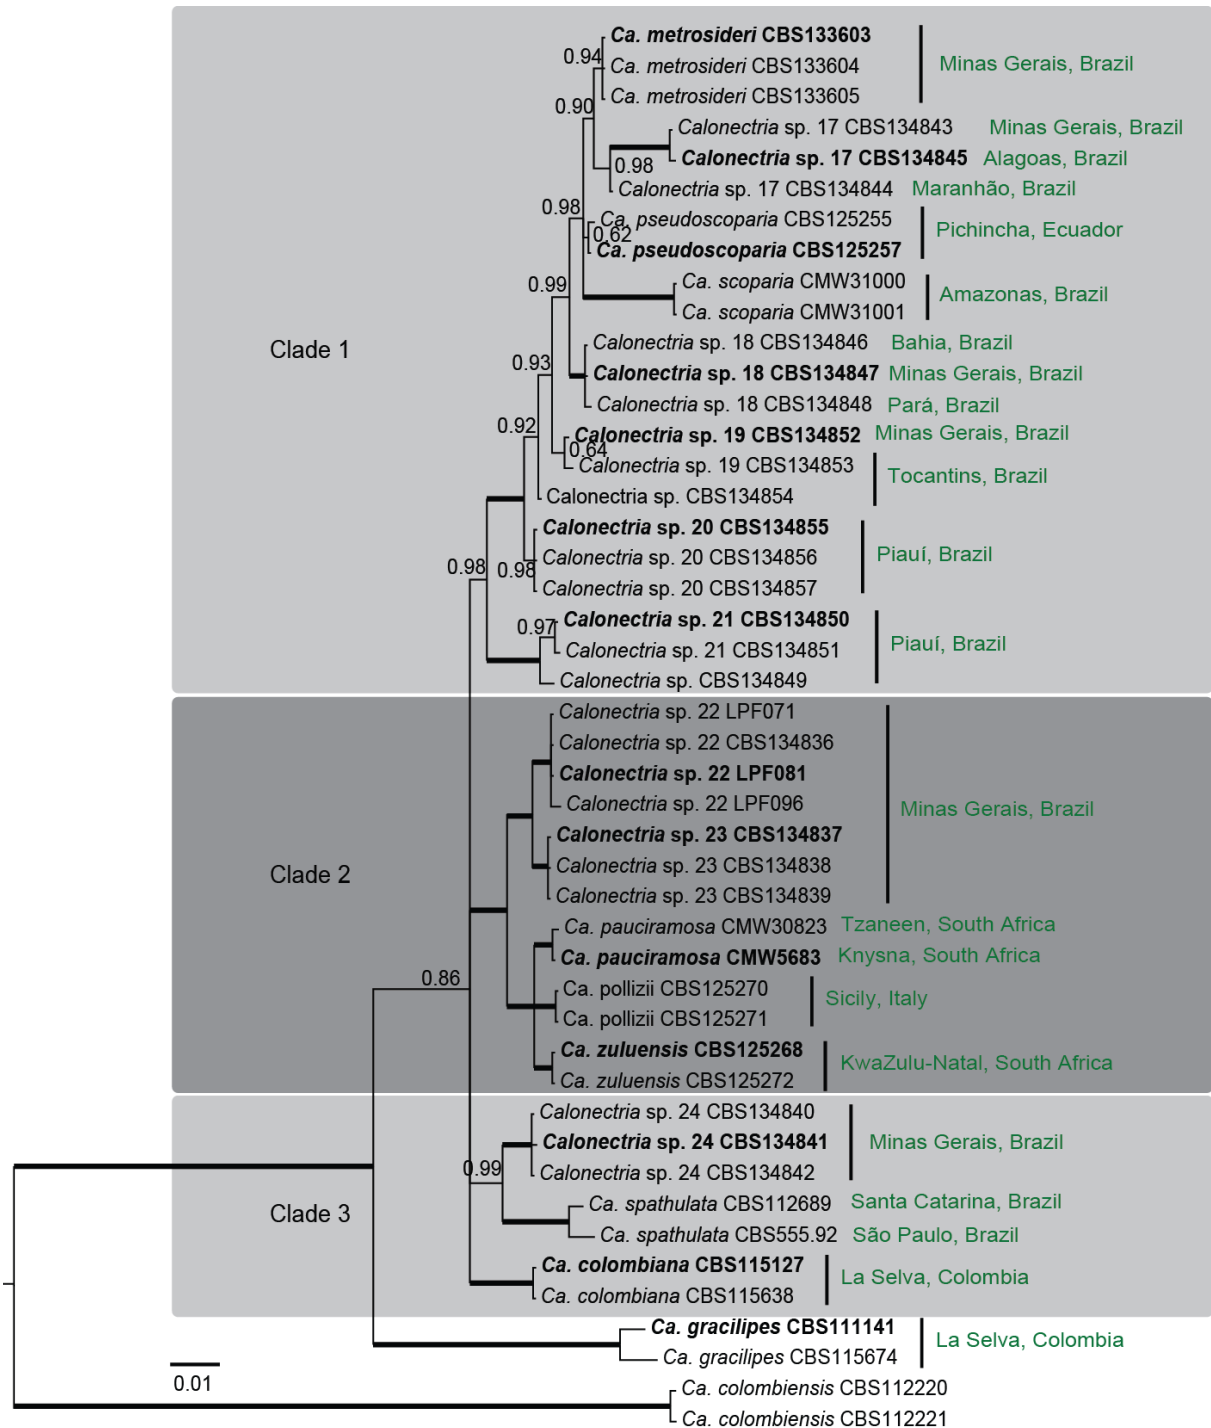 Ca. metrosideri CBS133603
0.94
Ca. metrosideri CBS133604
Minas Gerais, Brazil
Ca. metrosideri CBS133605
0.90
Calonectria sp. 17 CBS134843 Minas Gerais, Brazil
Calonectria sp. 17 CBS134845 Alagoas, Brazil
0.98
Calonectria sp. 17 CBS134844 Maranhão, Brazil
0.98
Ca. pseudoscoparia CBS125255
0.62
Pichincha, Ecuador
Ca. pseudoscoparia CBS125257
0.99
Ca. scoparia CMW31000
Amazonas, Brazil
Ca. scoparia CMW31001
Clade 1
Calonectria sp. 18 CBS134846 Bahia, Brazil
0.93
Calonectria sp. 18 CBS134847 Minas Gerais, Brazil
Calonectria sp. 18 CBS134848 Pará, Brazil
0.92
Calonectria sp. 19 CBS134852 Minas Gerais, Brazil
0.64
Calonectria sp. 19 CBS134853
Tocantins, Brazil
Calonectria sp. CBS134854
Calonectria sp. 20 CBS134855
Calonectria sp. 20 CBS134856
Piauí, Brazil
0.98
0.98
Calonectria sp. 20 CBS134857
Calonectria sp. 21 CBS134850
0.97
Calonectria sp. 21 CBS134851
Piauí, Brazil
Calonectria sp. CBS134849
Calonectria sp. 22 LPF071
Calonectria sp. 22 CBS134836
Calonectria sp. 22 LPF081
Calonectria sp. 22 LPF096
Minas Gerais, Brazil
Calonectria sp. 23 CBS134837
Calonectria sp. 23 CBS134838
Clade 2
Calonectria sp. 23 CBS134839
Ca. pauciramosa CMW30823 Tzaneen, South Africa
Ca. pauciramosa CMW5683 Knysna, South Africa
0.86
Ca. pollizii CBS125270
Sicily, Italy
Ca. pollizii CBS125271
Ca. zuluensis CBS125268
KwaZulu-Natal, South Africa
Ca. zuluensis CBS125272
Calonectria sp. 24 CBS134840
Calonectria sp. 24 CBS134841
Minas Gerais, Brazil
0.99
Calonectria sp. 24 CBS134842
Clade 3
Ca. spathulata CBS112689 Santa Catarina, Brazil
Ca. spathulata CBS555.92 São Paulo, Brazil
Ca. colombiana CBS115127
La Selva, Colombia
Ca. colombiana CBS115638
Ca. gracilipes CBS111141
La Selva, Colombia
Ca. gracilipes CBS115674
0.01
Ca. colombiensis CBS112220
Ca. colombiensis CBS112221